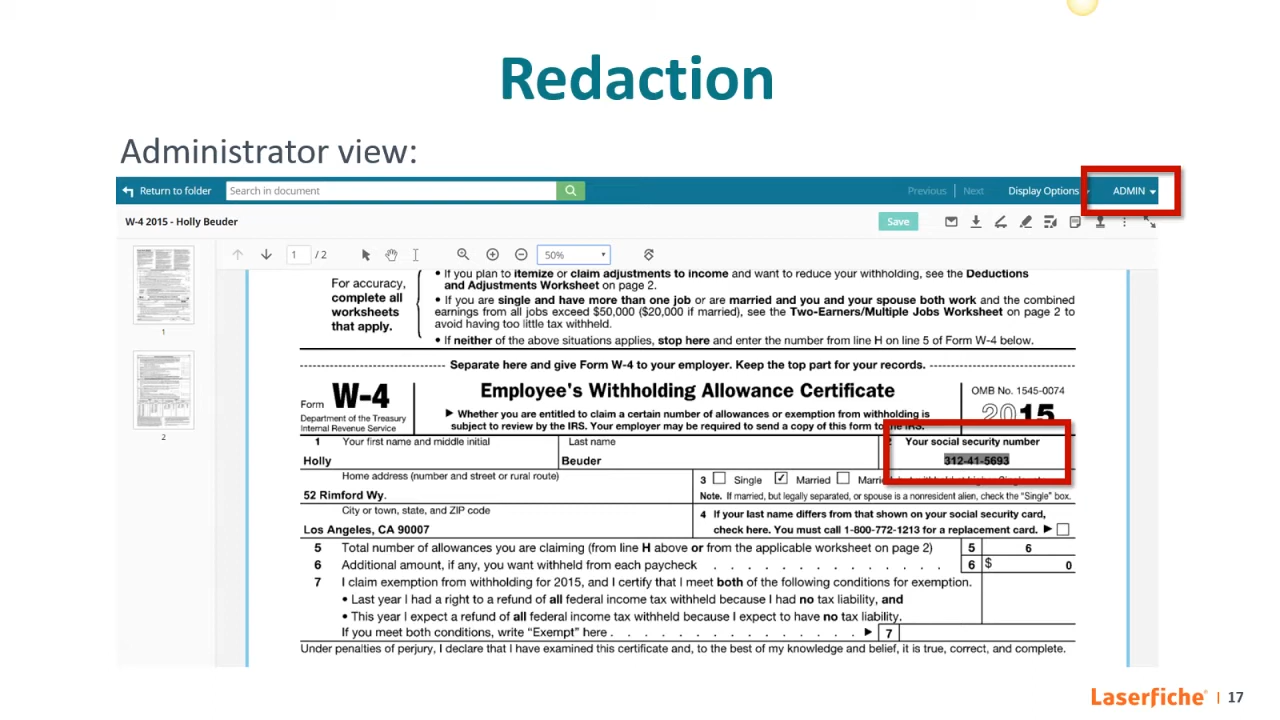 Redaction
Administrator view:
Return to folder Search in document Previous | Next Display Options ADMIN
W-4 2015 - Holly Beuder Save
1 / 2 50%
For accuracy, complete all worksheets that apply.
• If you plan to itemize or claim adjustments to income and want to reduce your withholding, see the Deductions
and Adjustments Worksheet on page 2.
• If you are single and have more than one job or are married and you and your spouse both work and the combined
earnings from all jobs exceed $50,000 ($20,000 if married), see the Two-Earners/Multiple Jobs Worksheet on page 2 to
avoid having too little tax withheld.
• If neither of the above situations applies, stop here and enter the number from line H on line 5 of Form W-4 below.
Separate here and give Form W-4 to your employer. Keep the top part for your records.
Form W-4
Department of the Treasury
Internal Revenue Service
Employee's Withholding Allowance Certificate
▶ Whether you are entitled to claim a certain number of allowances or exemption from withholding is
subject to review by the IRS. Your employer may be required to send a copy of this form to the IRS.
OMB No. 1545-0074
2015
1 Your first name and middle initial Last name 2 Your social security number
Holly Beuder 312-41-5693
Home address (number and street or rural route)
52 Rimford Wy.
3 Single Married
Note. If married, but legally separated, or spouse is a nonresident alien, check the "Single" box.
City or town, state, and ZIP code
Los Angeles, CA 90007
4 If your last name differs from that shown on your social security card,
check here. You must call 1-800-772-1213 for a replacement card. ▶
5 Total number of allowances you are claiming (from line H above or from the applicable worksheet on page 2) 5 6
6 Additional amount, if any, you want withheld from each paycheck . . . . . . . . . . . . . . 6 $ 0
7 I claim exemption from withholding for 2015, and I certify that I meet both of the following conditions for exemption.
• Last year I had a right to a refund of all federal income tax withheld because I had no tax liability, and
• This year I expect a refund of all federal income tax withheld because I expect to have no tax liability.
If you meet both conditions, write "Exempt" here . . . . . . . . . . . . . . . ▶ 7
Under penalties of perjury, I declare that I have examined this certificate and, to the best of my knowledge and belief, it is true, correct, and complete.
1
2
Laserfiche | 17